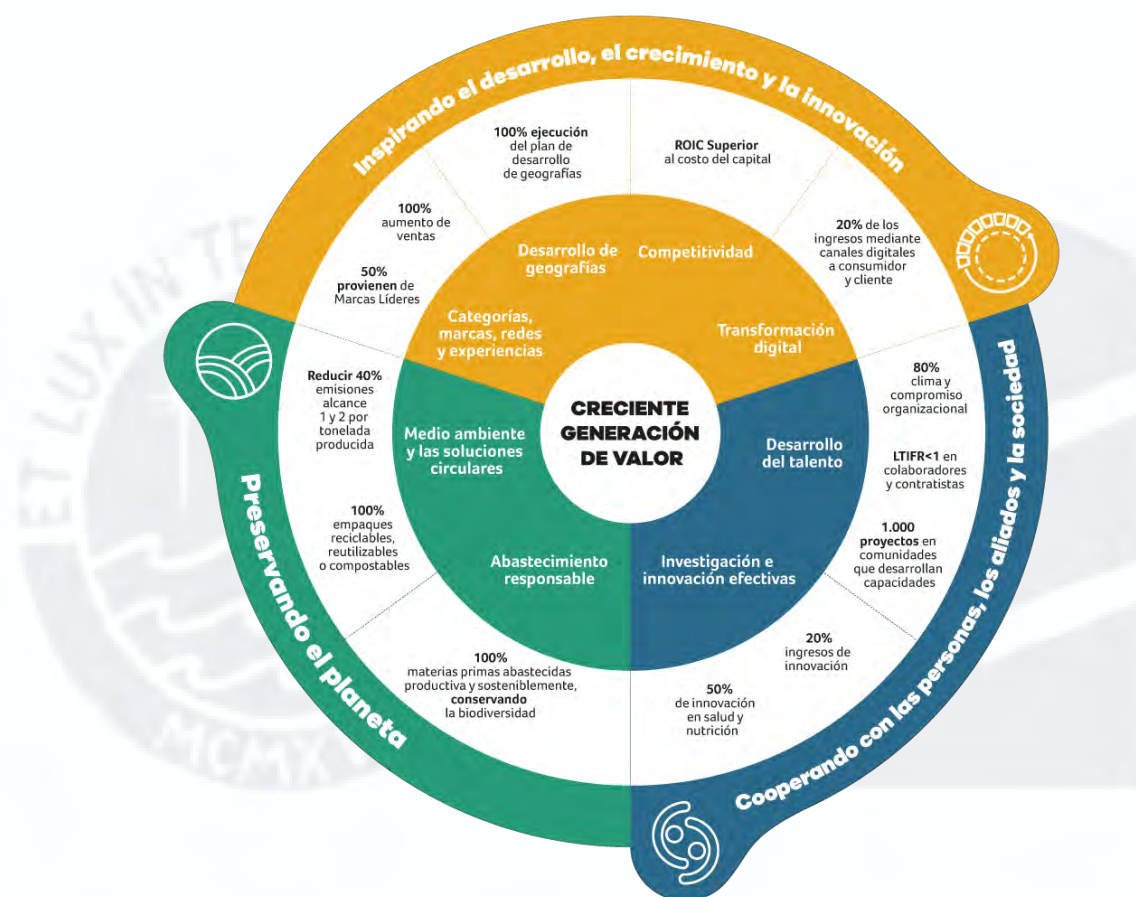 Inspirando el desarrollo, el crecimiento y la innovación
100% ejecución
del plan de
desarrollo
de geografías
ROIC Superior
al costo del capital
100%
aumento de
ventas
50%
provienen de
Marcas Líderes
20% de los
ingresos mediante
canales digitales
a consumidor
y cliente
Desarrollo de
geografías
Competitividad
Categorías,
marcas, redes
y experiencias
Transformación
digital
CRECIENTE
GENERACIÓN
DE VALOR
Preservando el planeta
Reducir 40%
emisiones
alcance
1 y 2 por
tonelada
producida
100%
empaques
reciclables,
reutilizables
o compostables
Medio ambiente
y las soluciones
circulares
Abastecimiento
responsable
100%
materias primas abastecidas
productiva y sosteniblemente,
conservando
la biodiversidad
Cooperando con las personas, los aliados y la sociedad
80%
clima y
compromiso
organizacional
LTIFR<1 en
colaboradores
y contratistas
1.000
proyectos en
comunidades
que desarrollan
capacidades
Desarrollo
del talento
Investigación e
innovación efectivas
20%
ingresos de
innovación
50%
de innovación
en salud y
nutrición
ET LUX IN TE
MCMX